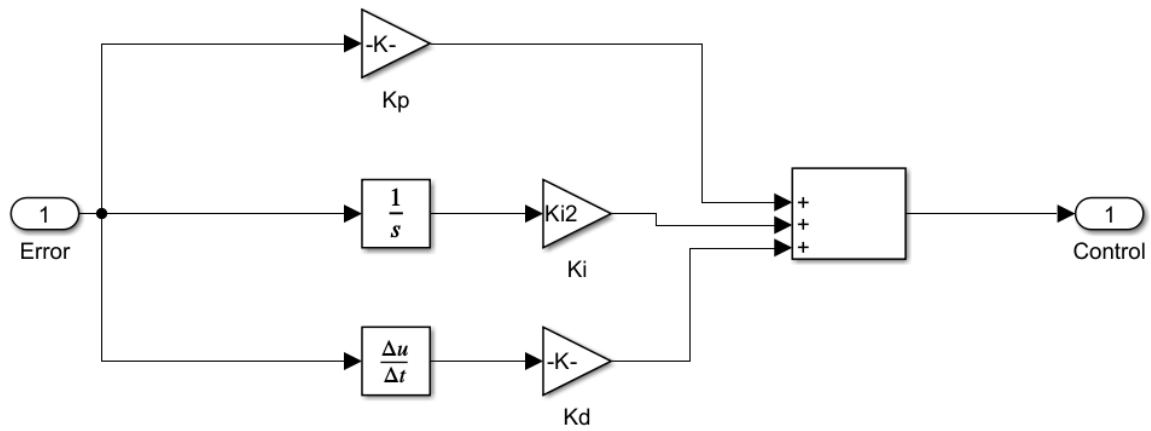 -K-
Kp
1
Error
1
s
Ki2
Ki
+
+
+
1
Control
Δu
Δt
-K-
Kd